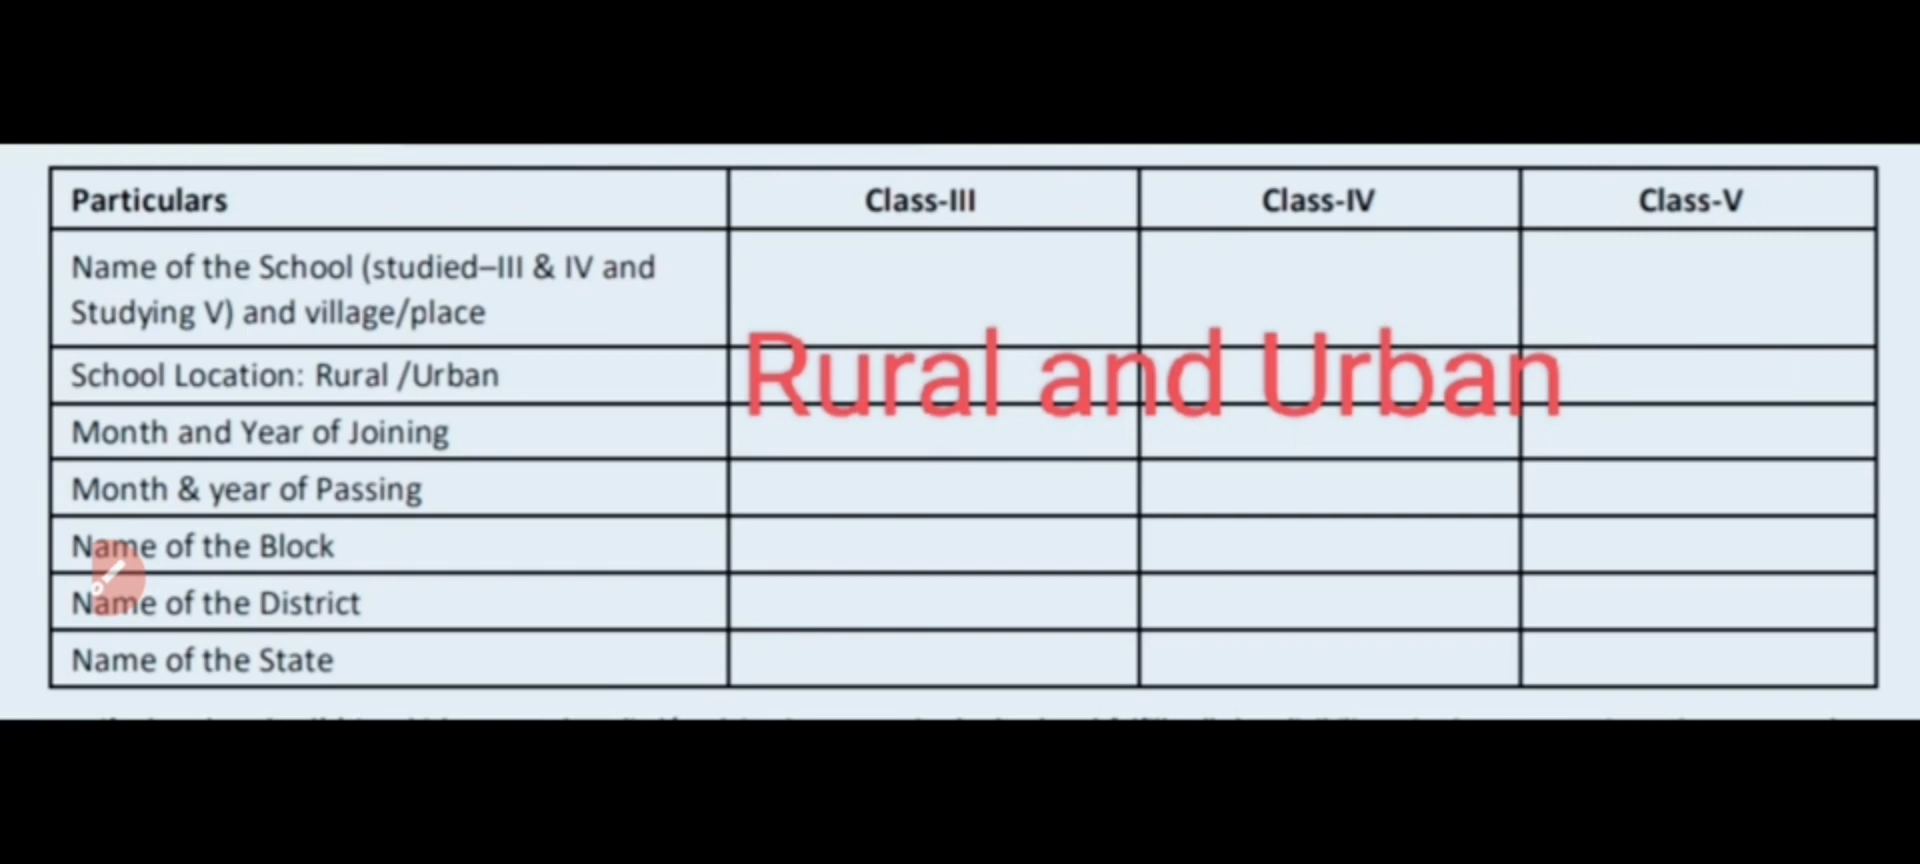 Particulars Class-III Class-IV Class-V
Name of the School (studied–III & IV and
Studying V) and village/place
School Location: Rural /Urban
Rural and Urban
Month and Year of Joining
Month & year of Passing
Name of the Block
Name of the District
Name of the State